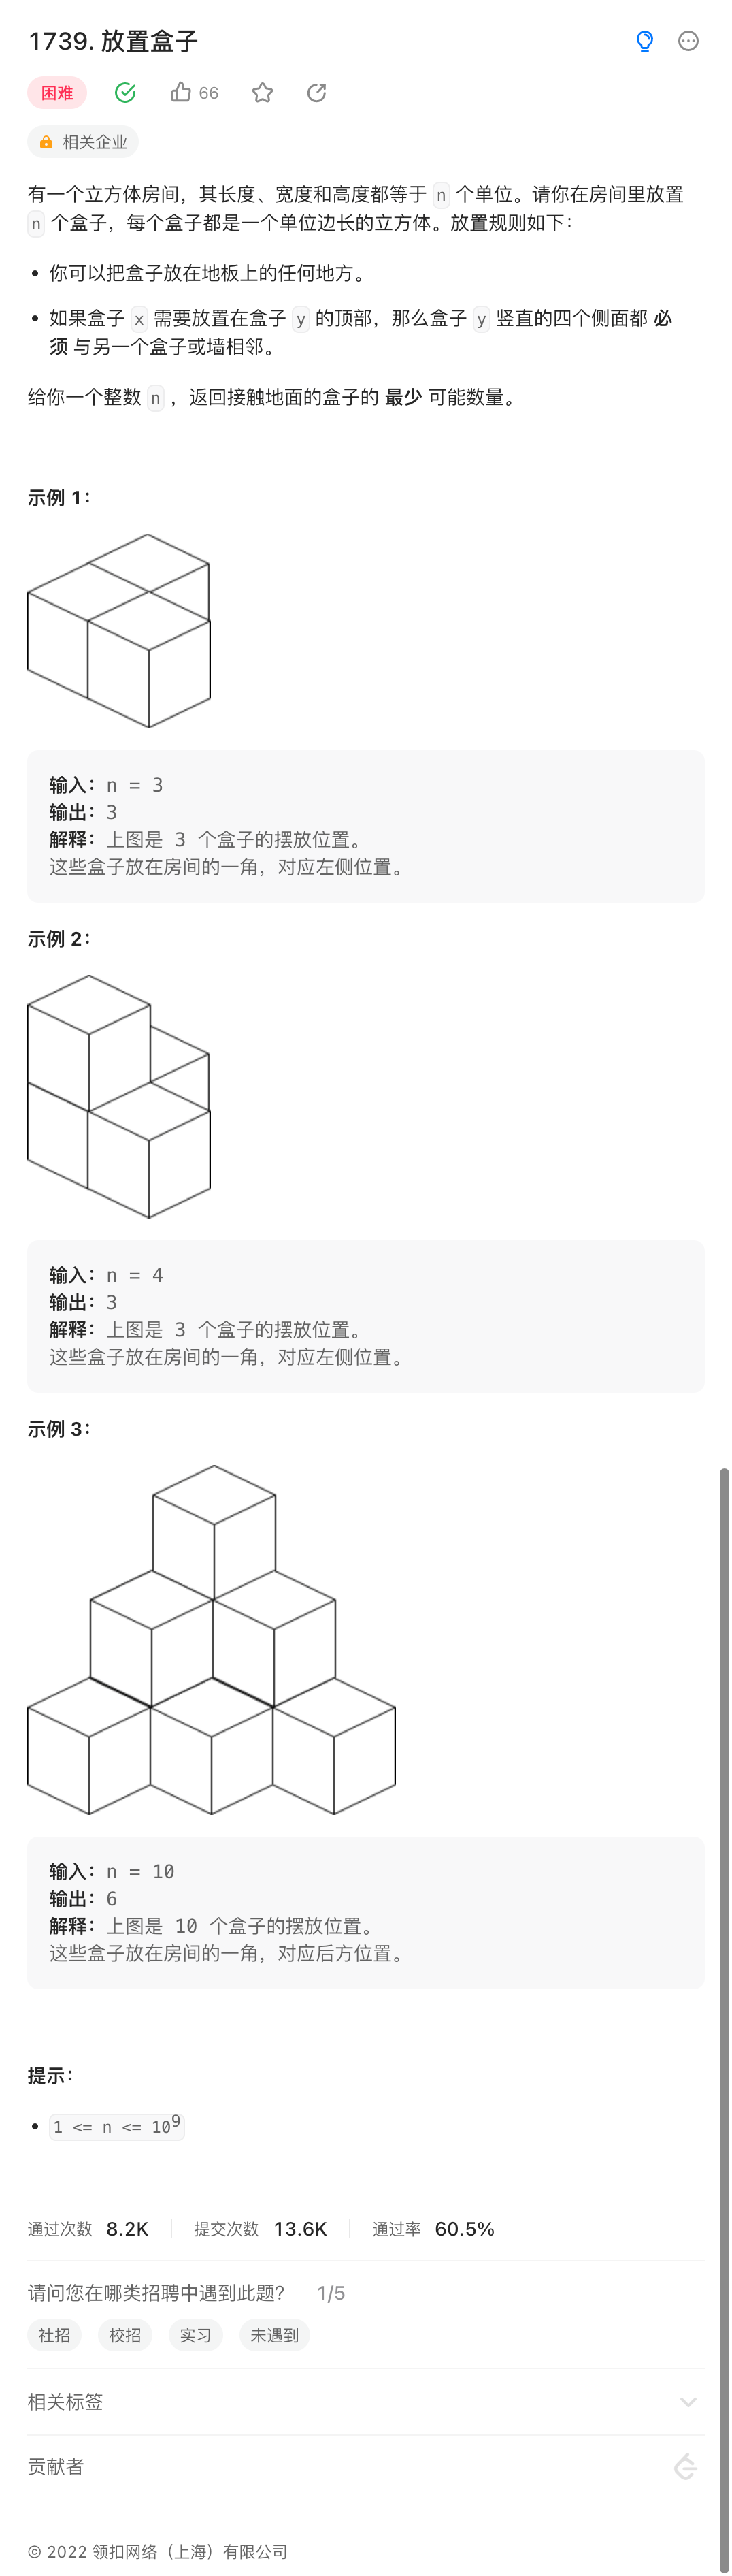 1739. 放置盒子
困难 66
相关企业
有一个立方体房间，其长度、宽度和高度都等于 n 个单位。请你在房间里放置
n 个盒子，每个盒子都是一个单位边长的立方体。放置规则如下：
• 你可以把盒子放在地板上的任何地方。
• 如果盒子 x 需要放置在盒子 y 的顶部，那么盒子 y 竖直的四个侧面都 必
须 与另一个盒子或墙相邻。
给你一个整数 n ，返回接触地面的盒子的 最少 可能数量。
示例 1：
输入：n = 3
输出：3
解释：上图是 3 个盒子的摆放位置。
这些盒子放在房间的一角，对应左侧位置。
示例 2：
输入：n = 4
输出：3
解释：上图是 3 个盒子的摆放位置。
这些盒子放在房间的一角，对应左侧位置。
示例 3：
输入：n = 10
输出：6
解释：上图是 10 个盒子的摆放位置。
这些盒子放在房间的一角，对应后方位置。
提示：
• 1 <= n <= 10⁹
通过次数 8.2K 提交次数 13.6K 通过率 60.5%
请问您在哪类招聘中遇到此题？ 1/5
社招 校招 实习 未遇到
相关标签
贡献者
© 2022 领扣网络（上海）有限公司